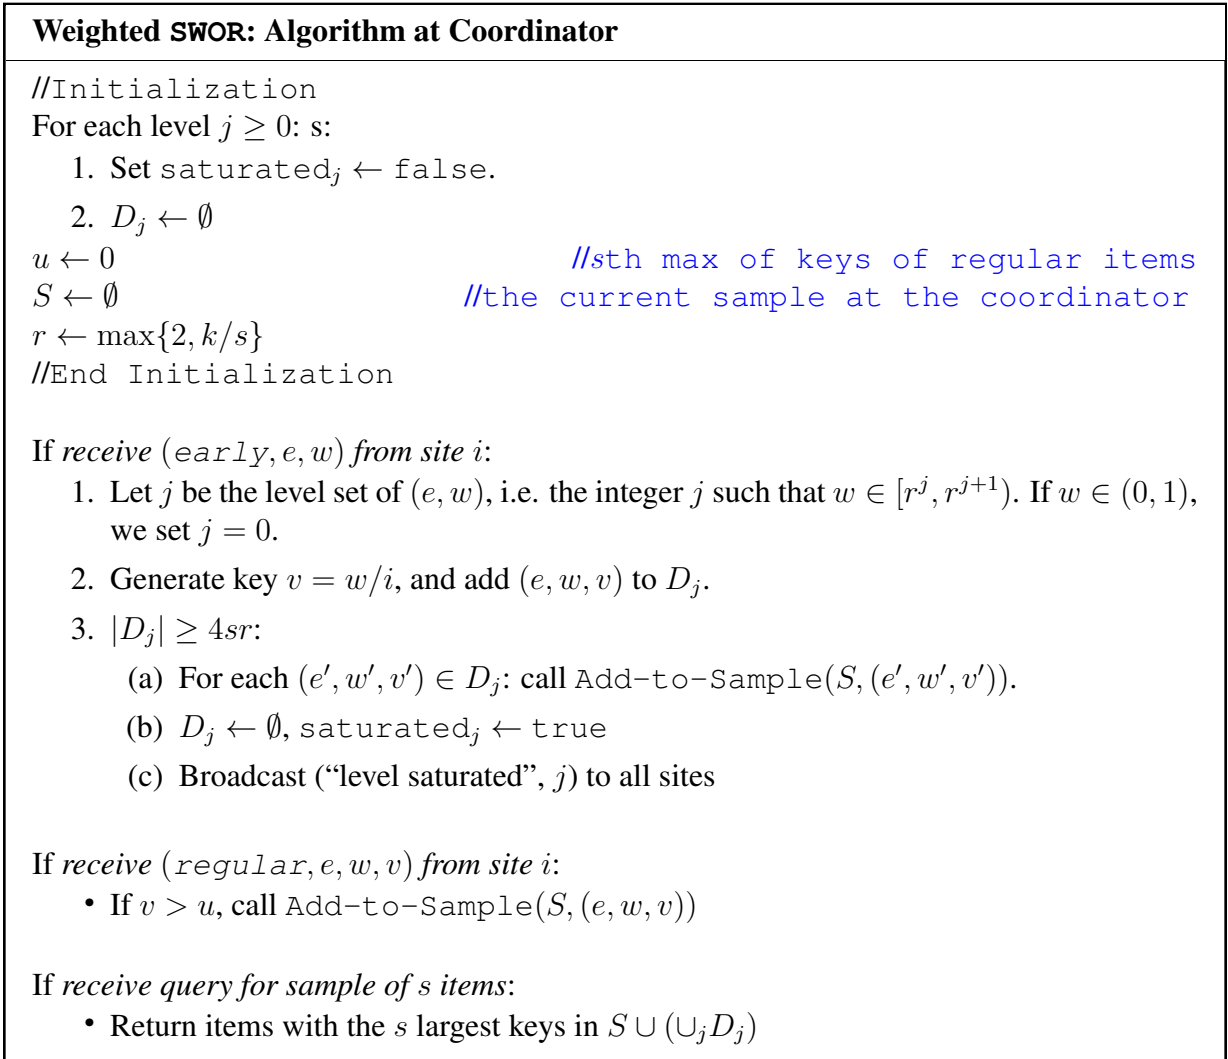 Weighted SWOR: Algorithm at Coordinator
//Initialization
For each level j ≥ 0: s:
1. Set saturated_j ← false.
2. D_j ← ∅
u ← 0 //sth max of keys of regular items
S ← ∅ //the current sample at the coordinator
r ← max{2, k/s}
//End Initialization
If receive (early, e, w) from site i:
1. Let j be the level set of (e, w), i.e. the integer j such that w ∈ [r^j, r^{j+1}). If w ∈ (0, 1),
we set j = 0.
2. Generate key v = w/i, and add (e, w, v) to D_j.
3. |D_j| ≥ 4sr:
(a) For each (e′, w′, v′) ∈ D_j: call Add-to-Sample(S, (e′, w′, v′)).
(b) D_j ← ∅, saturated_j ← true
(c) Broadcast (“level saturated”, j) to all sites
If receive (regular, e, w, v) from site i:
• If v > u, call Add-to-Sample(S, (e, w, v))
If receive query for sample of s items:
• Return items with the s largest keys in S ∪ (∪_j D_j)